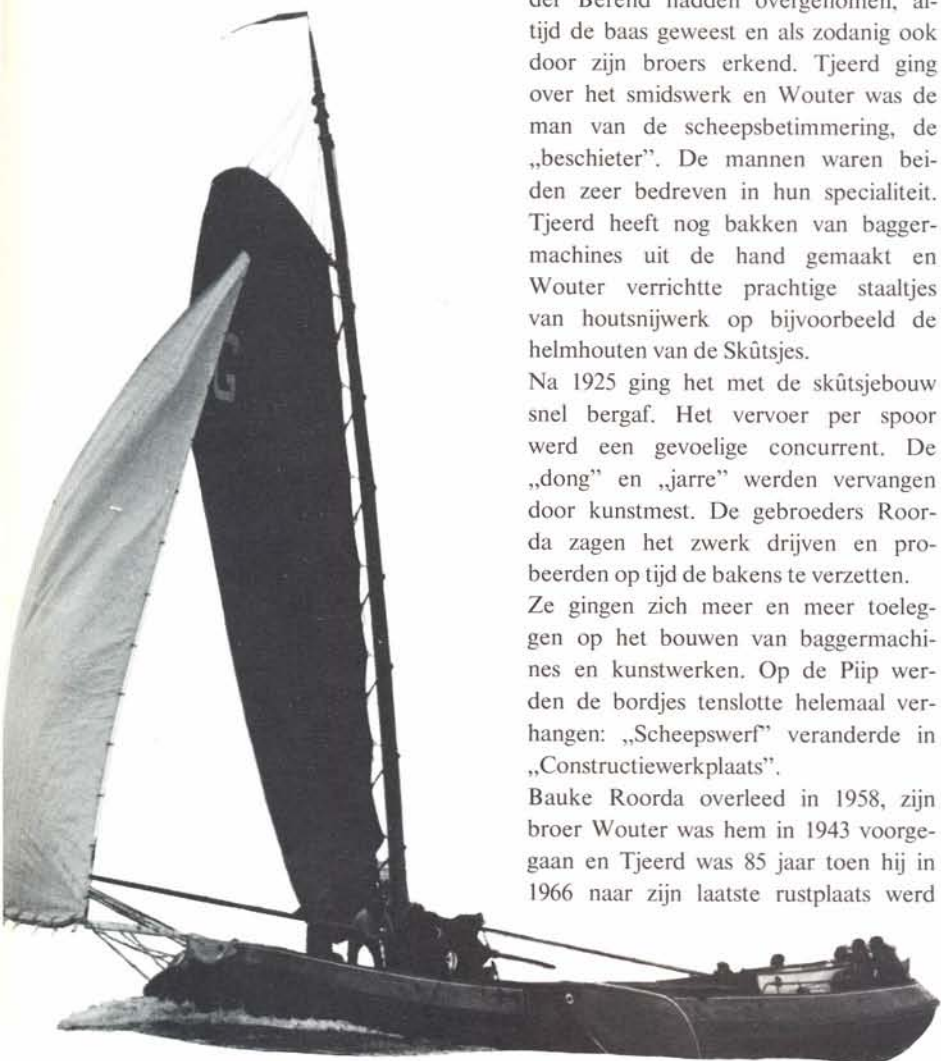 der Berend hadden overgenomen, al-
tijd de baas geweest en als zodanig ook
door zijn broers erkend. Tjeerd ging
over het smidswerk en Wouter was de
man van de scheepsbetimmering, de
„beschieter”. De mannen waren bei-
den zeer bedreven in hun specialiteit.
Tjeerd heeft nog bakken van bagger-
machines uit de hand gemaakt en
Wouter verrichtte prachtige staaltjes
van houtsnijwerk op bijvoorbeeld de
helmhouten van de Skûtsjes.
Na 1925 ging het met de skûtsjebouw
snel bergaf. Het vervoer per spoor
werd een gevoelige concurrent. De
„dong” en „jarre” werden vervangen
door kunstmest. De gebroeders Roor-
da zagen het zwerk drijven en pro-
beerden op tijd de bakens te verzetten.
Ze gingen zich meer en meer toeleg-
gen op het bouwen van baggermachi-
nes en kunstwerken. Op de Piip wer-
den de bordjes tenslotte helemaal ver-
hangen: „Scheepswerf” veranderde in
„Constructiewerkplaats”.
Bauke Roorda overleed in 1958, zijn
broer Wouter was hem in 1943 voorge-
gaan en Tjeerd was 85 jaar toen hij in
1966 naar zijn laatste rustplaats werd